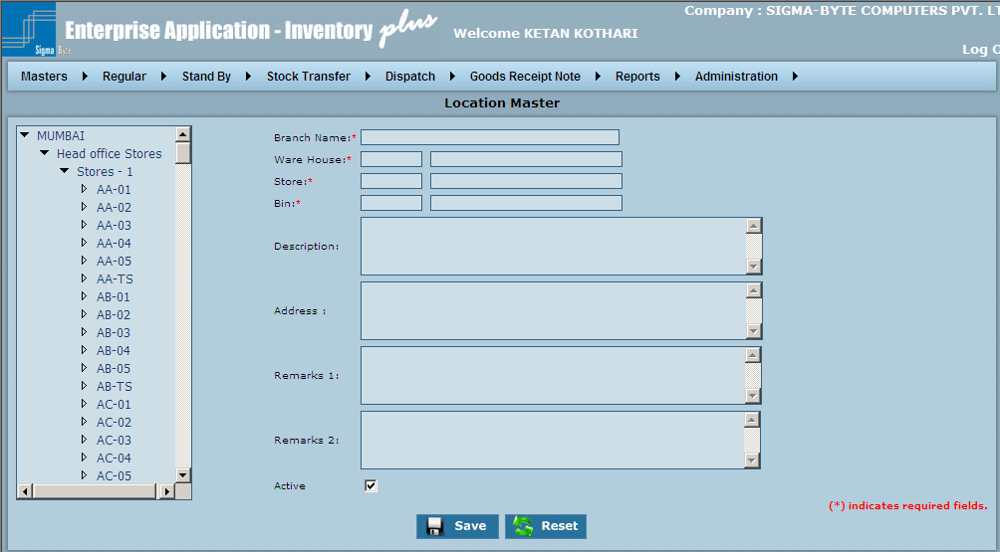 Company : SIGMA-BYTE COMPUTERS PVT.
Enterprise Application - Inventory plus
Welcome KETAN KOTHARI
Sigma Byte
Log
Masters Regular Stand By Stock Transfer Dispatch Goods Receipt Note Reports Administration
Location Master
MUMBAI
Head office Stores
Stores - 1
AA-01
AA-02
AA-03
AA-04
AA-05
AA-TS
AB-01
AB-02
AB-03
AB-04
AB-05
AB-TS
AC-01
AC-02
AC-03
AC-04
AC-05
Branch Name:*
Ware House:*
Store:*
Bin:*
Description:
Address :
Remarks 1:
Remarks 2:
Active
(*) indicates required fields.
Save Reset